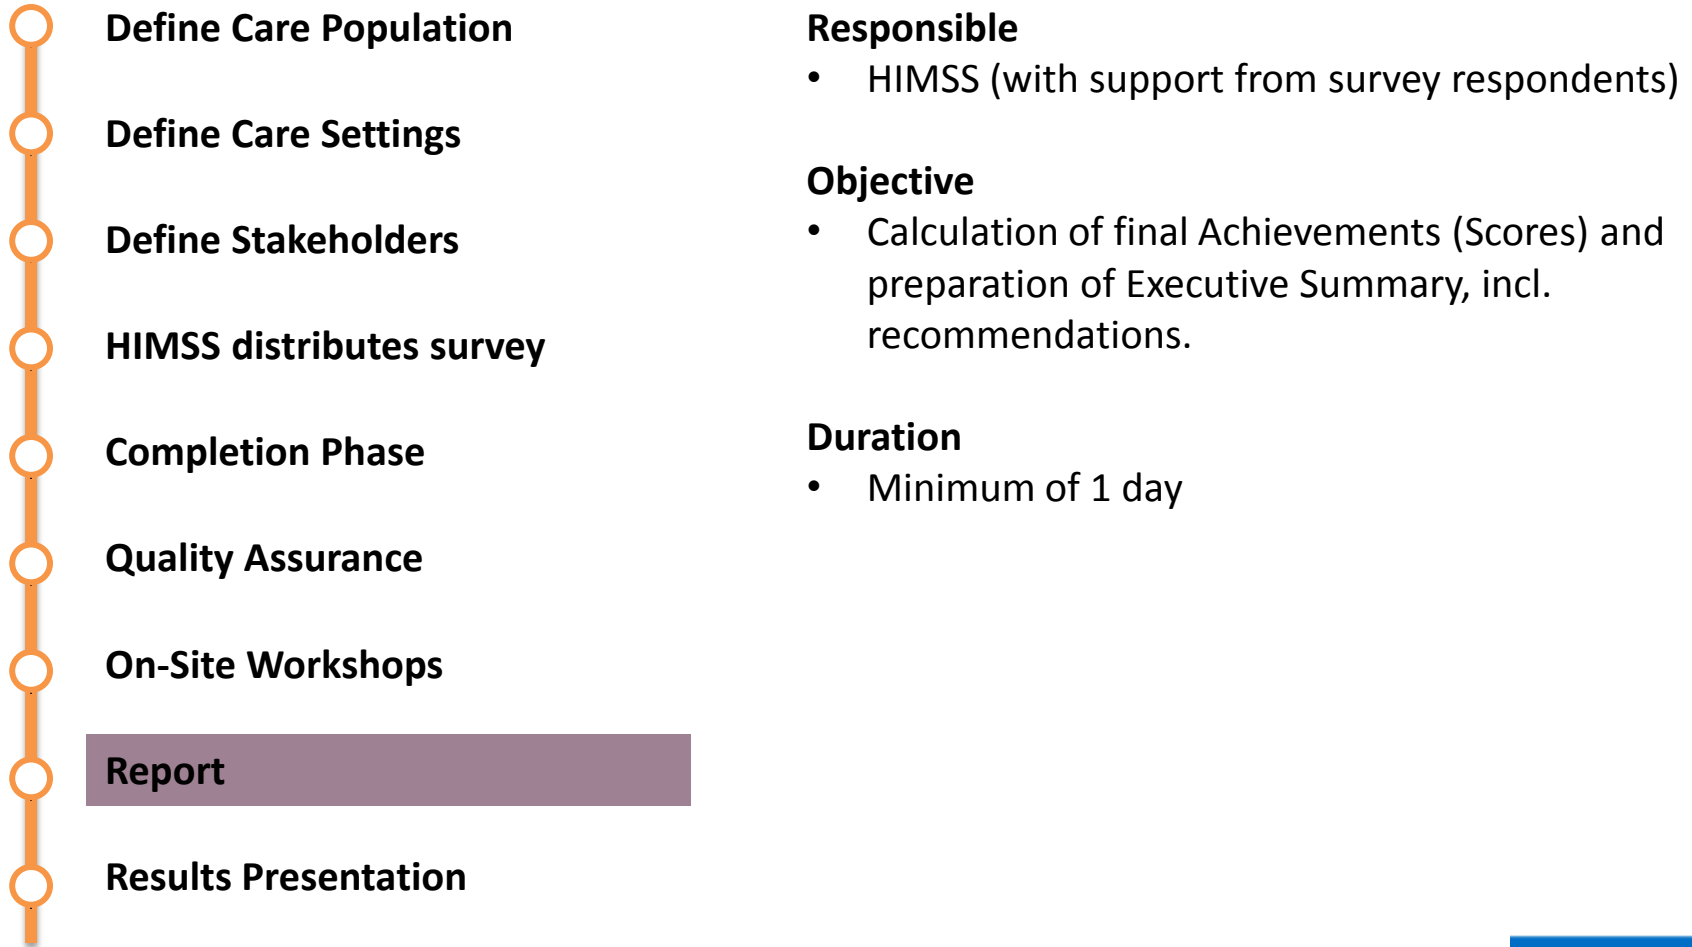 Define Care Population
Define Care Settings
Define Stakeholders
HIMSS distributes survey
Completion Phase
Quality Assurance
On-Site Workshops
Report
Results Presentation
Responsible
• HIMSS (with support from survey respondents)
Objective
• Calculation of final Achievements (Scores) and
preparation of Executive Summary, incl.
recommendations.
Duration
• Minimum of 1 day